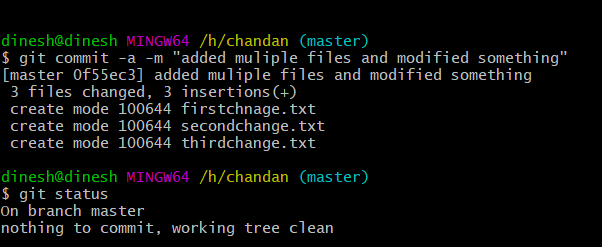 dinesh@dinesh MINGW64 /h/chandan (master)
$ git commit -a -m "added muliple files and modified something"
[master 0f55ec3] added muliple files and modified something
 3 files changed, 3 insertions(+)
 create mode 100644 firstchnage.txt
 create mode 100644 secondchange.txt
 create mode 100644 thirdchange.txt
dinesh@dinesh MINGW64 /h/chandan (master)
$ git status
On branch master
nothing to commit, working tree clean